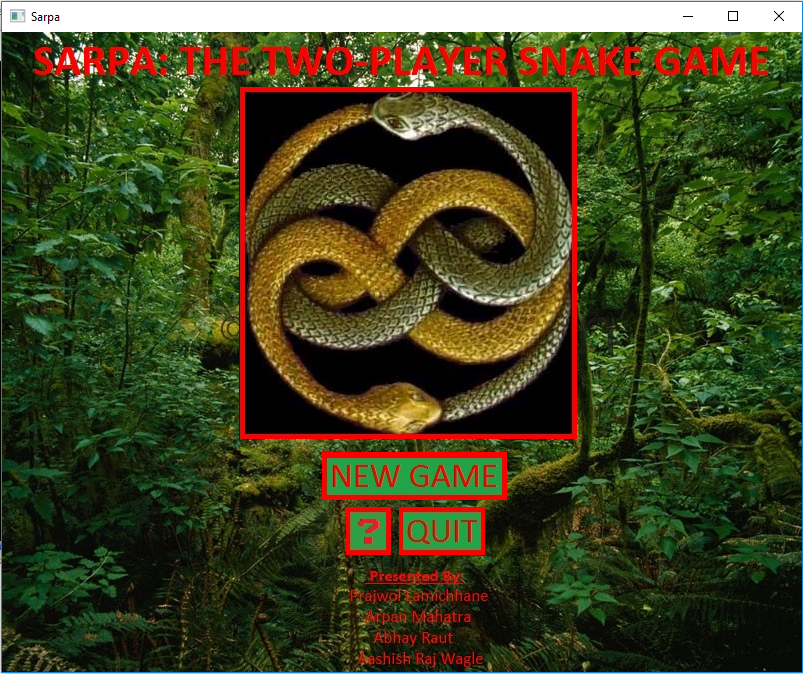 Sarpa
SARPA: THE TWO-PLAYER SNAKE GAME
NEW GAME
? QUIT
Presented By:
Prajwol Lamichhane
Arpan Mahatra
Abhay Raut
Aashish Raj Wagle